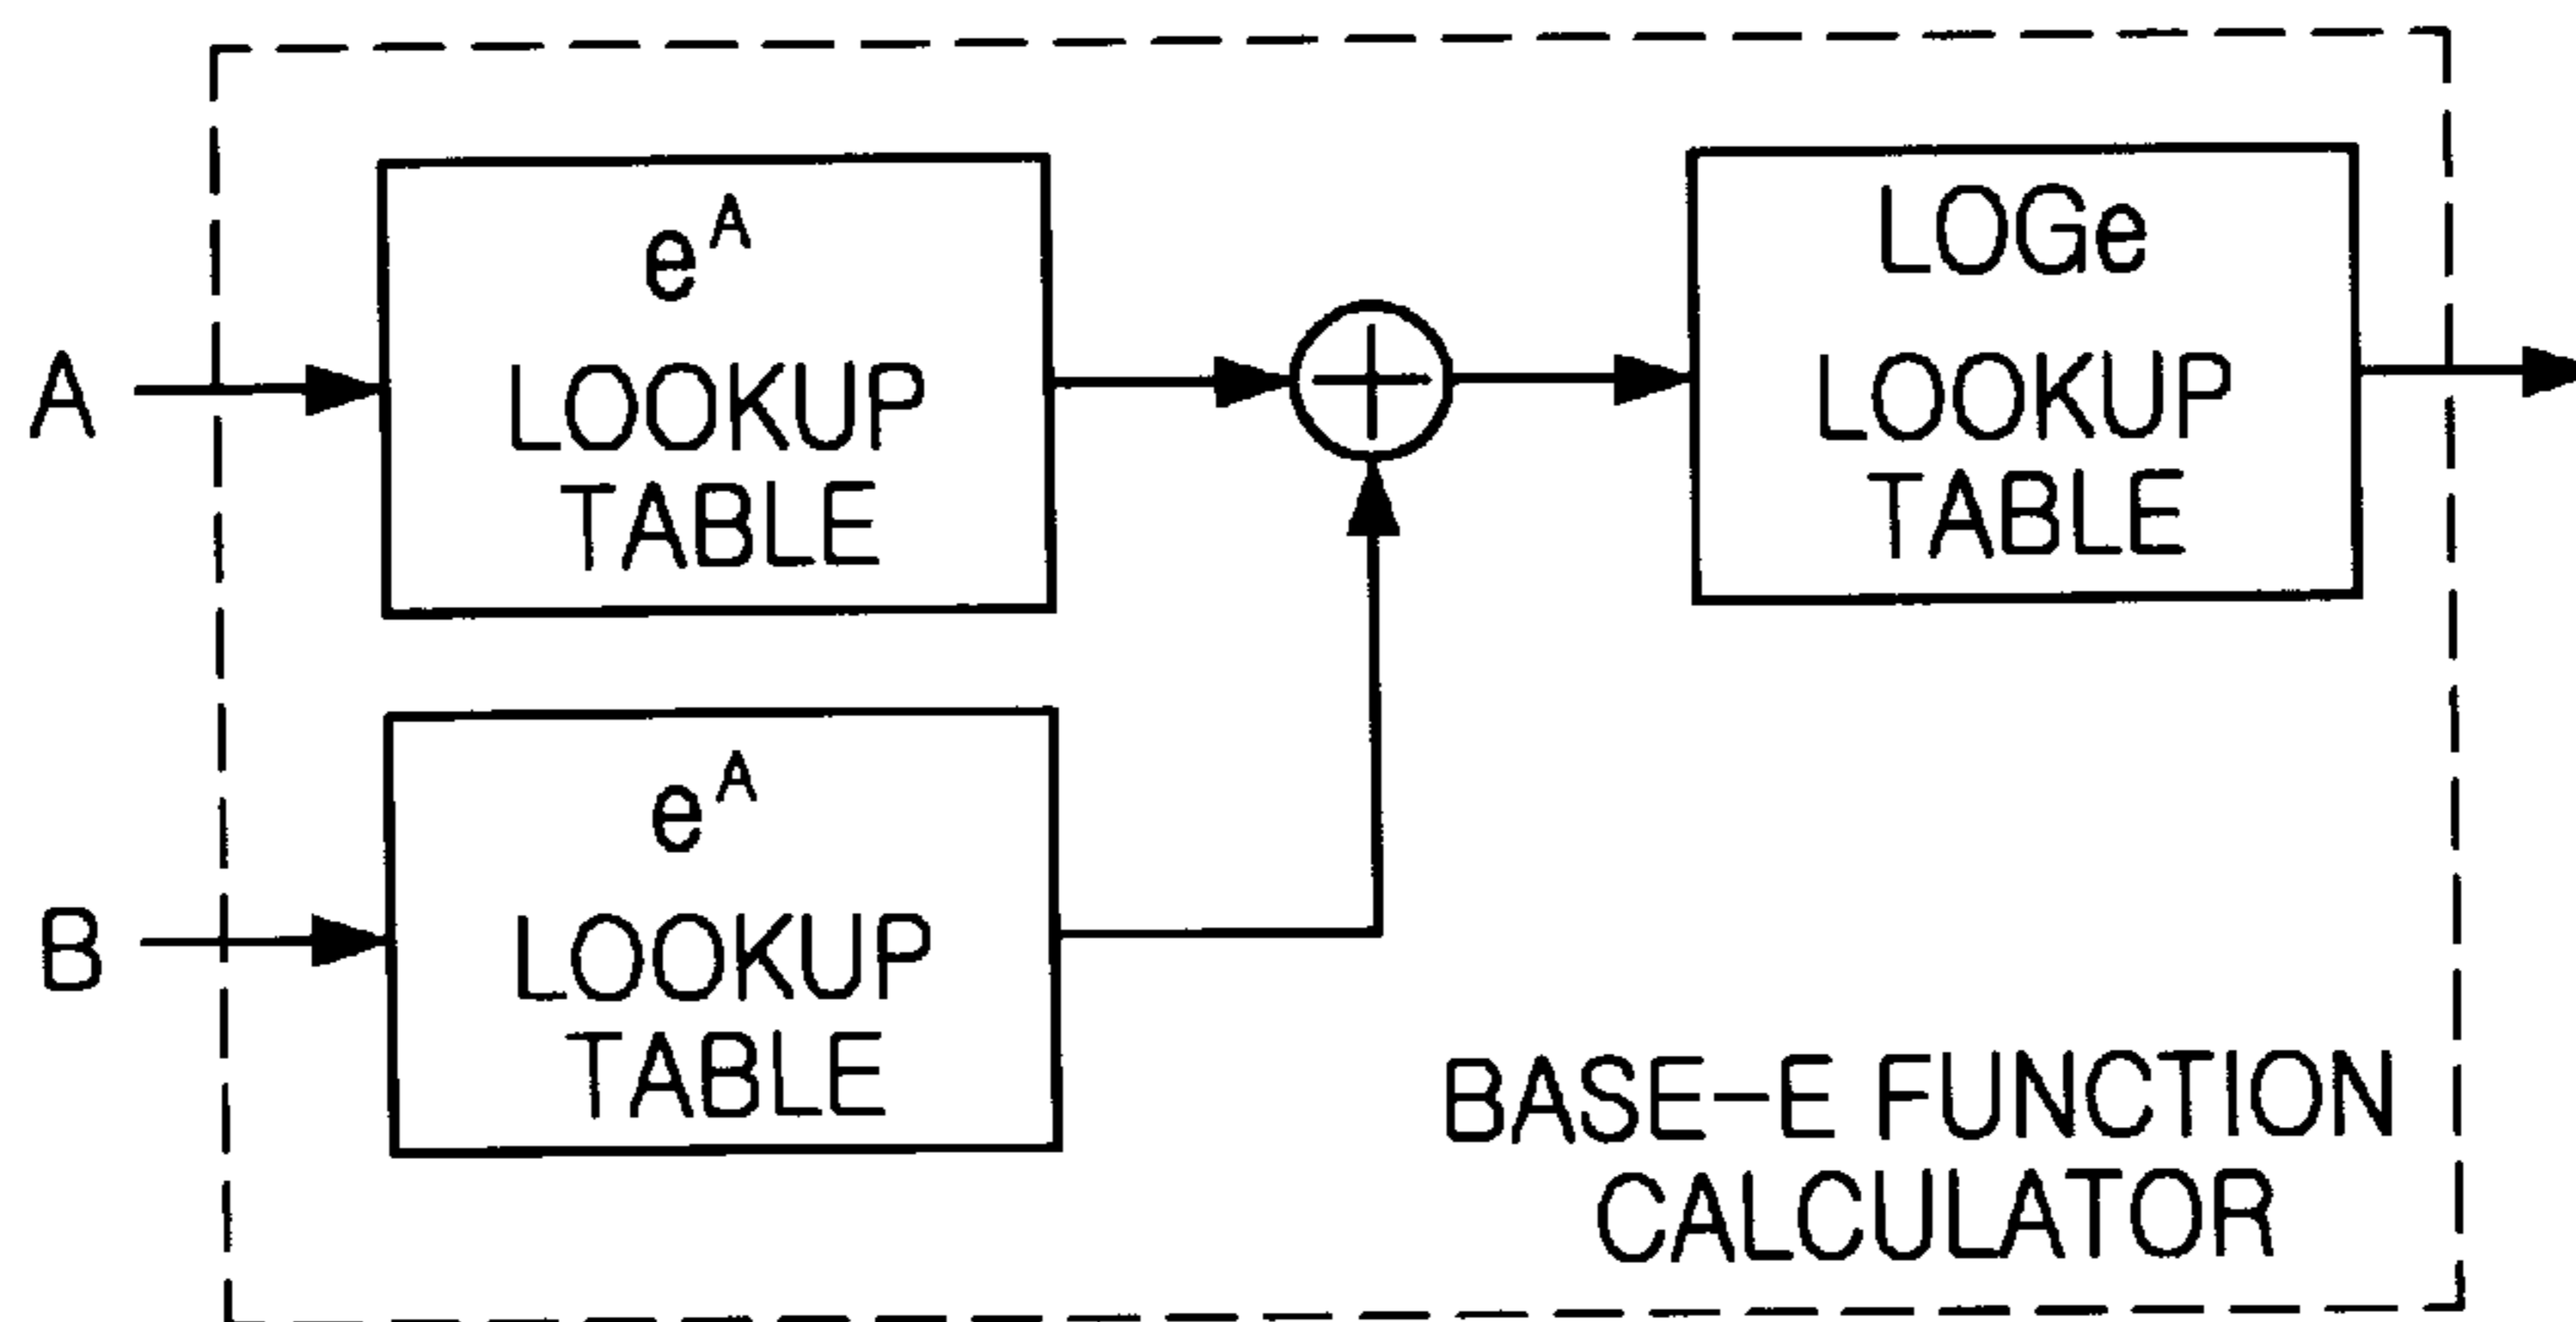 A
e^A
LOOKUP
TABLE
LOGe
LOOKUP
TABLE
B
e^A
LOOKUP
TABLE
BASE-E FUNCTION
CALCULATOR